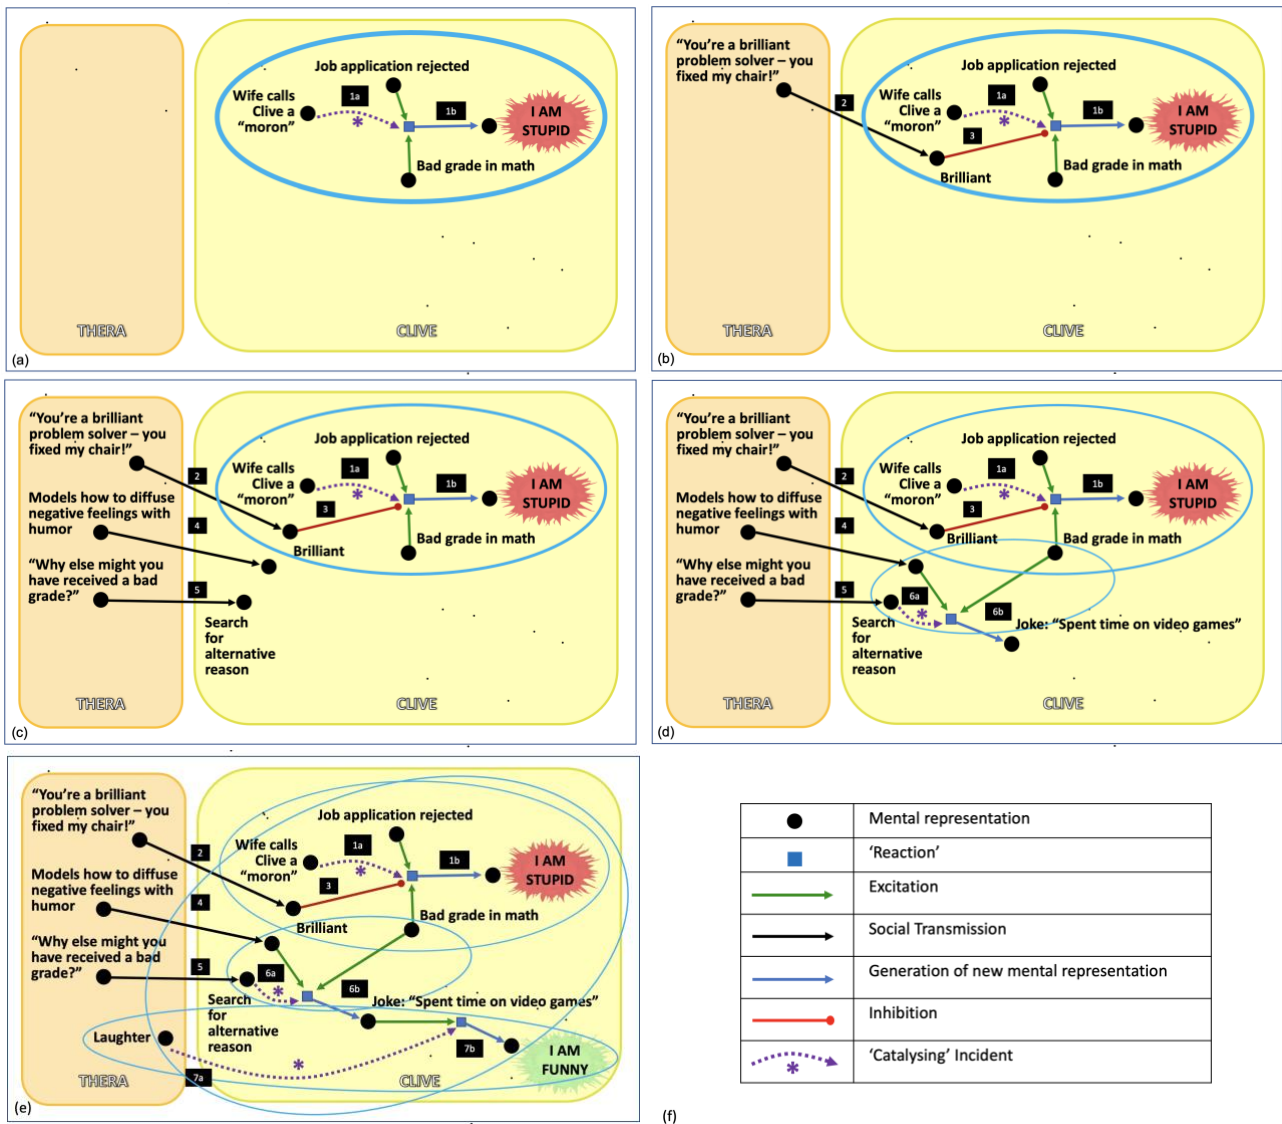 Job application rejected
Wife calls
Clive a
“moron”
1a
*
1b
I AM
STUPID
Bad grade in math
THERA
CLIVE
(a)
“You’re a brilliant
problem solver – you
fixed my chair!”
2
Job application rejected
Wife calls
Clive a
“moron”
1a
*
1b
3
I AM
STUPID
Bad grade in math
Brilliant
THERA
CLIVE
(b)
“You’re a brilliant
problem solver – you
fixed my chair!”
2
Job application rejected
Wife calls
Clive a
“moron”
1a
*
1b
3
I AM
STUPID
Models how to diffuse
negative feelings with
humor
4
Brilliant
Bad grade in math
“Why else might you
have received a bad
grade?”
5
Search
for
alternative
reason
THERA
CLIVE
(c)
“You’re a brilliant
problem solver – you
fixed my chair!”
2
Job application rejected
Wife calls
Clive a
“moron”
1a
*
1b
3
I AM
STUPID
Models how to diffuse
negative feelings with
humor
4
Brilliant
Bad grade in math
“Why else might you
have received a bad
grade?”
5
6a
*
6b
Search
for
alternative
reason
Joke: “Spent time on video games”
THERA
CLIVE
(d)
“You’re a brilliant
problem solver – you
fixed my chair!”
2
Job application rejected
Wife calls
Clive a
“moron”
1a
*
1b
3
I AM
STUPID
Models how to diffuse
negative feelings with
humor
4
Brilliant
Bad grade in math
“Why else might you
have received a bad
grade?”
5
6a
*
6b
Search
for
alternative
reason
Joke: “Spent time on video games”
Laughter
*
7a
7b
I AM
FUNNY
THERA
CLIVE
(e)
Mental representation
‘Reaction’
Excitation
Social Transmission
Generation of new mental representation
Inhibition
*
‘Catalysing’ Incident
(f)